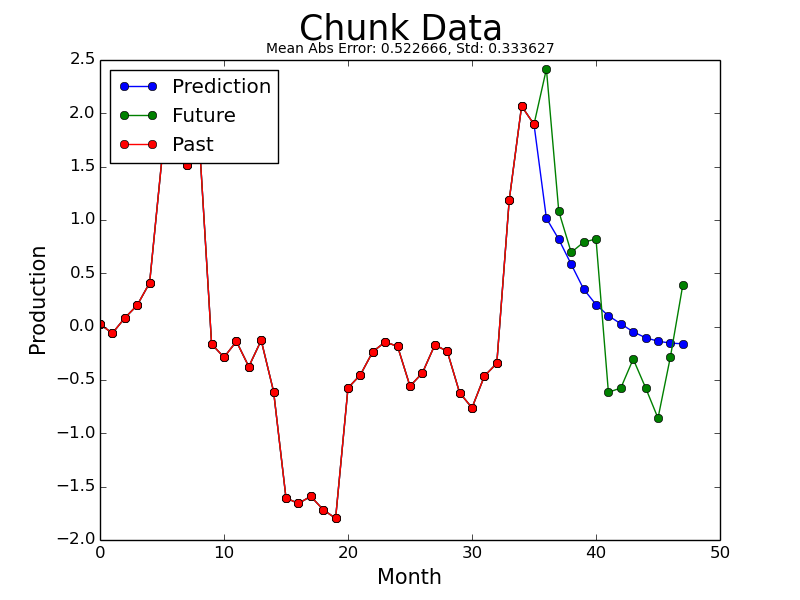 Chunk Data
Mean Abs Error: 0.522666, Std: 0.333627
Prediction
Future
Past
2.5
2.0
1.5
1.0
0.5
0.0
−0.5
−1.0
−1.5
−2.0
Production
0 10 20 30 40 50
Month